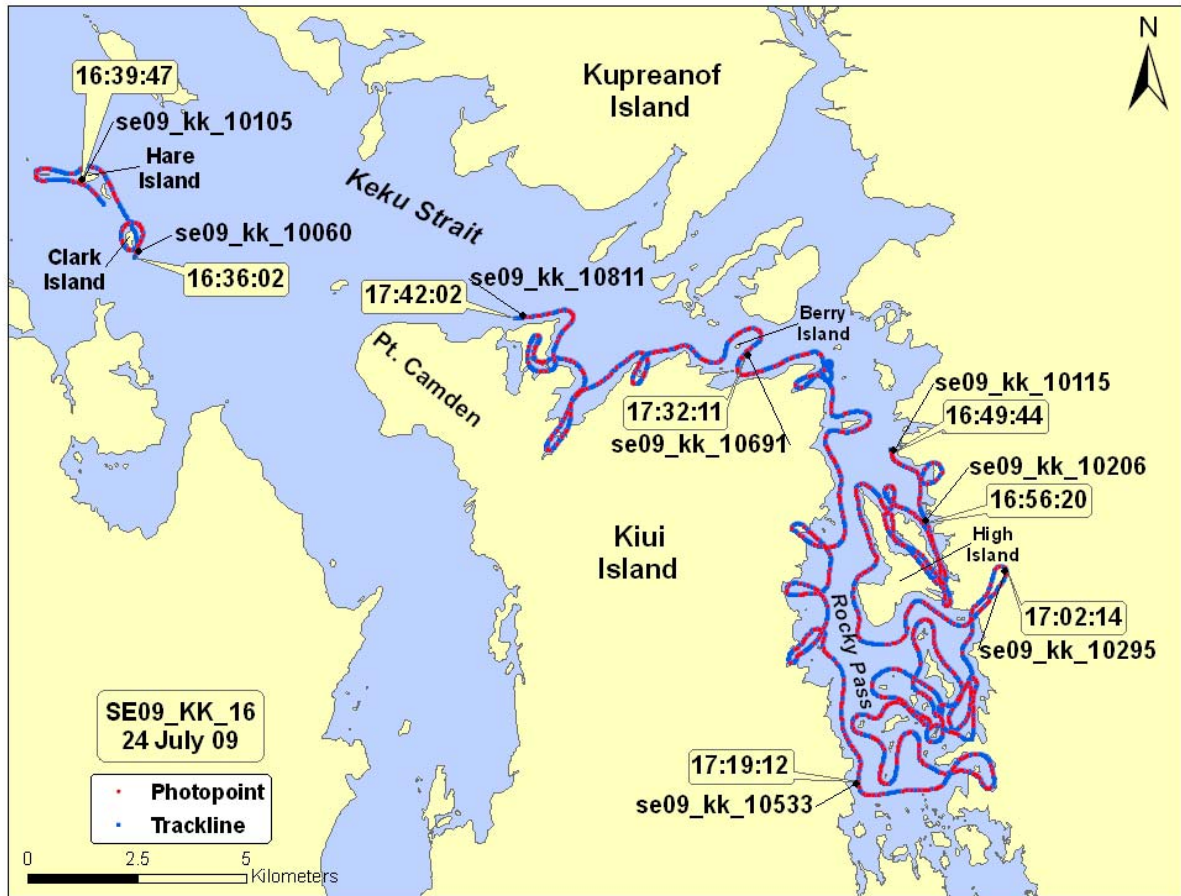 N
16:39:47
se09_kk_10105
Hare
Island
Kupreanof
Island
Keku Strait
se09_kk_10060
Clark
Island
16:36:02
se09_kk_10811
17:42:02
Pt. Camden
Berry
Island
17:32:11
se09_kk_10691
se09_kk_10115
16:49:44
se09_kk_10206
16:56:20
High
Island
Kiui
Island
Rocky Pass
17:02:14
se09_kk_10295
17:19:12
se09_kk_10533
SE09_KK_16
24 July 09
Photopoint
Trackline
0 2.5 5
Kilometers